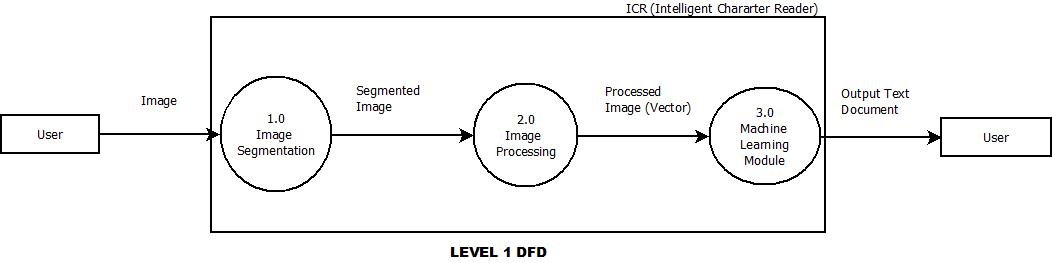 ICR (Intelligent Chararter Reader)
Image
User
1.0
Image
Segmentation
Segmented
Image
2.0
Image
Processing
Processed
Image (Vector)
3.0
Machine
Learning
Module
Output Text
Document
User
LEVEL 1 DFD